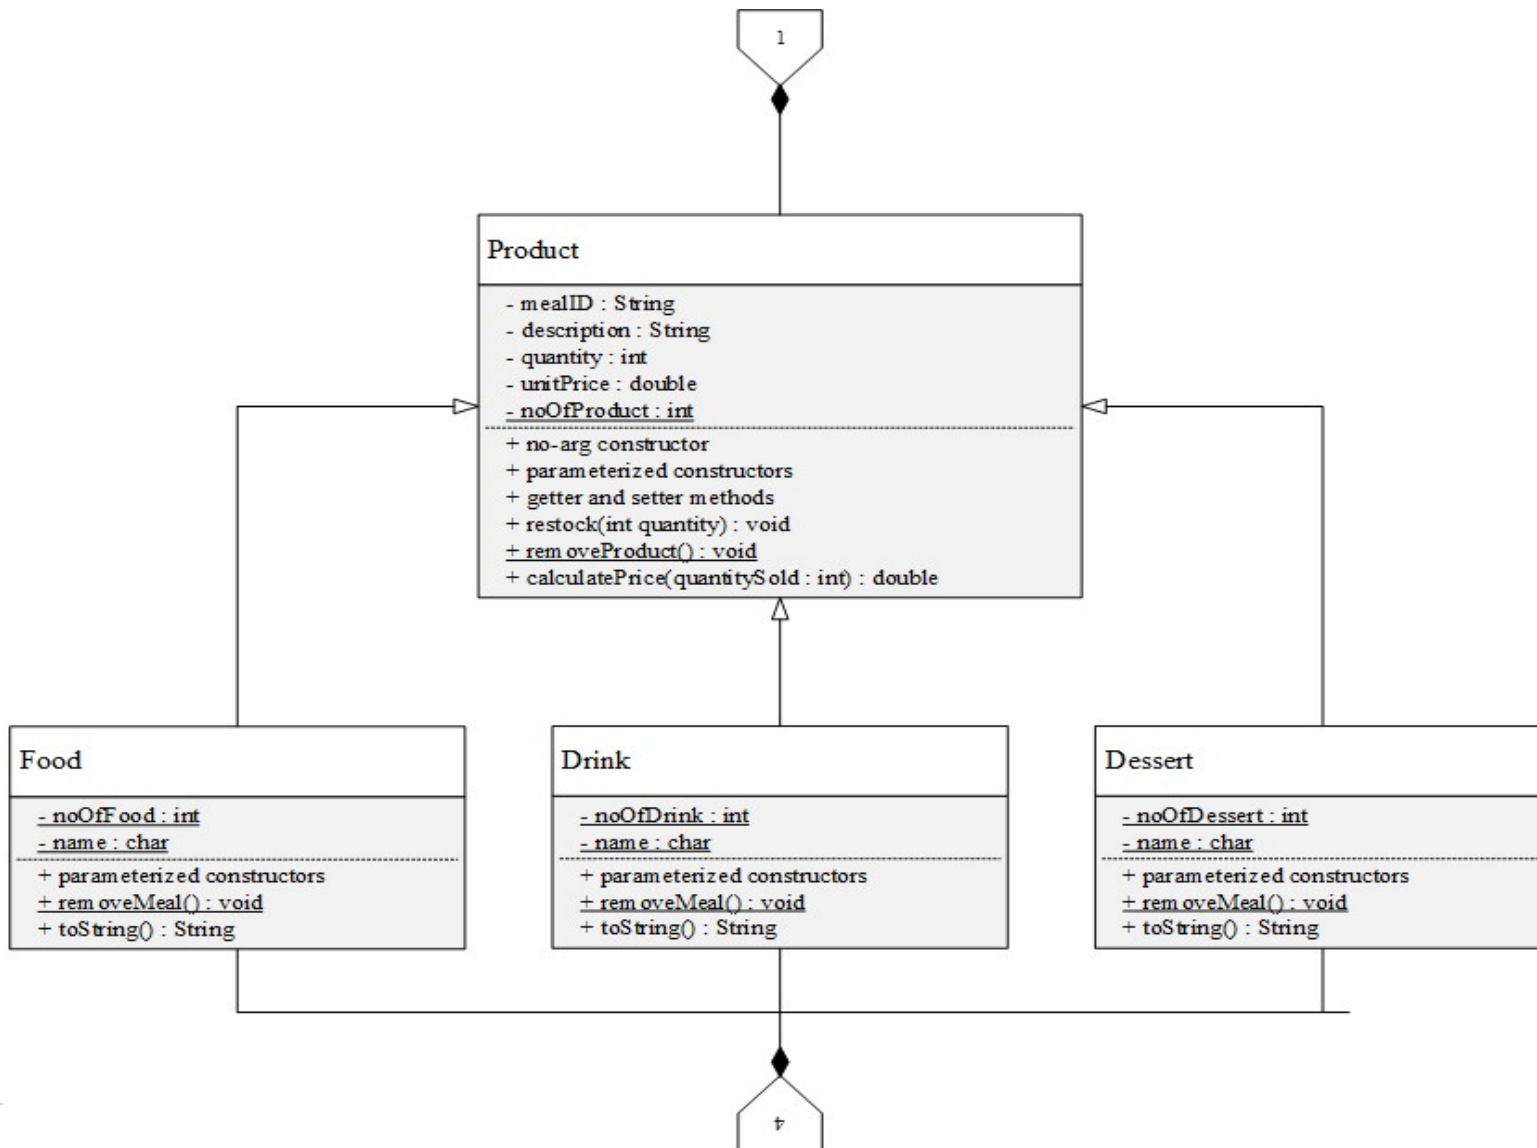 1
Product
- mealID : String
- description : String
- quantity : int
- unitPrice : double
- noOfProduct : int
+ no-arg constructor
+ parameterized constructors
+ getter and setter methods
+ restock(int quantity) : void
+ removeProduct() : void
+ calculatePrice(quantitySold : int) : double
Food
- noOfFood : int
- name : char
+ parameterized constructors
+ removeMeal() : void
+ toString() : String
Drink
- noOfDrink : int
- name : char
+ parameterized constructors
+ removeMeal() : void
+ toString() : String
Dessert
- noOfDessert : int
- name : char
+ parameterized constructors
+ removeMeal() : void
+ toString() : String
4